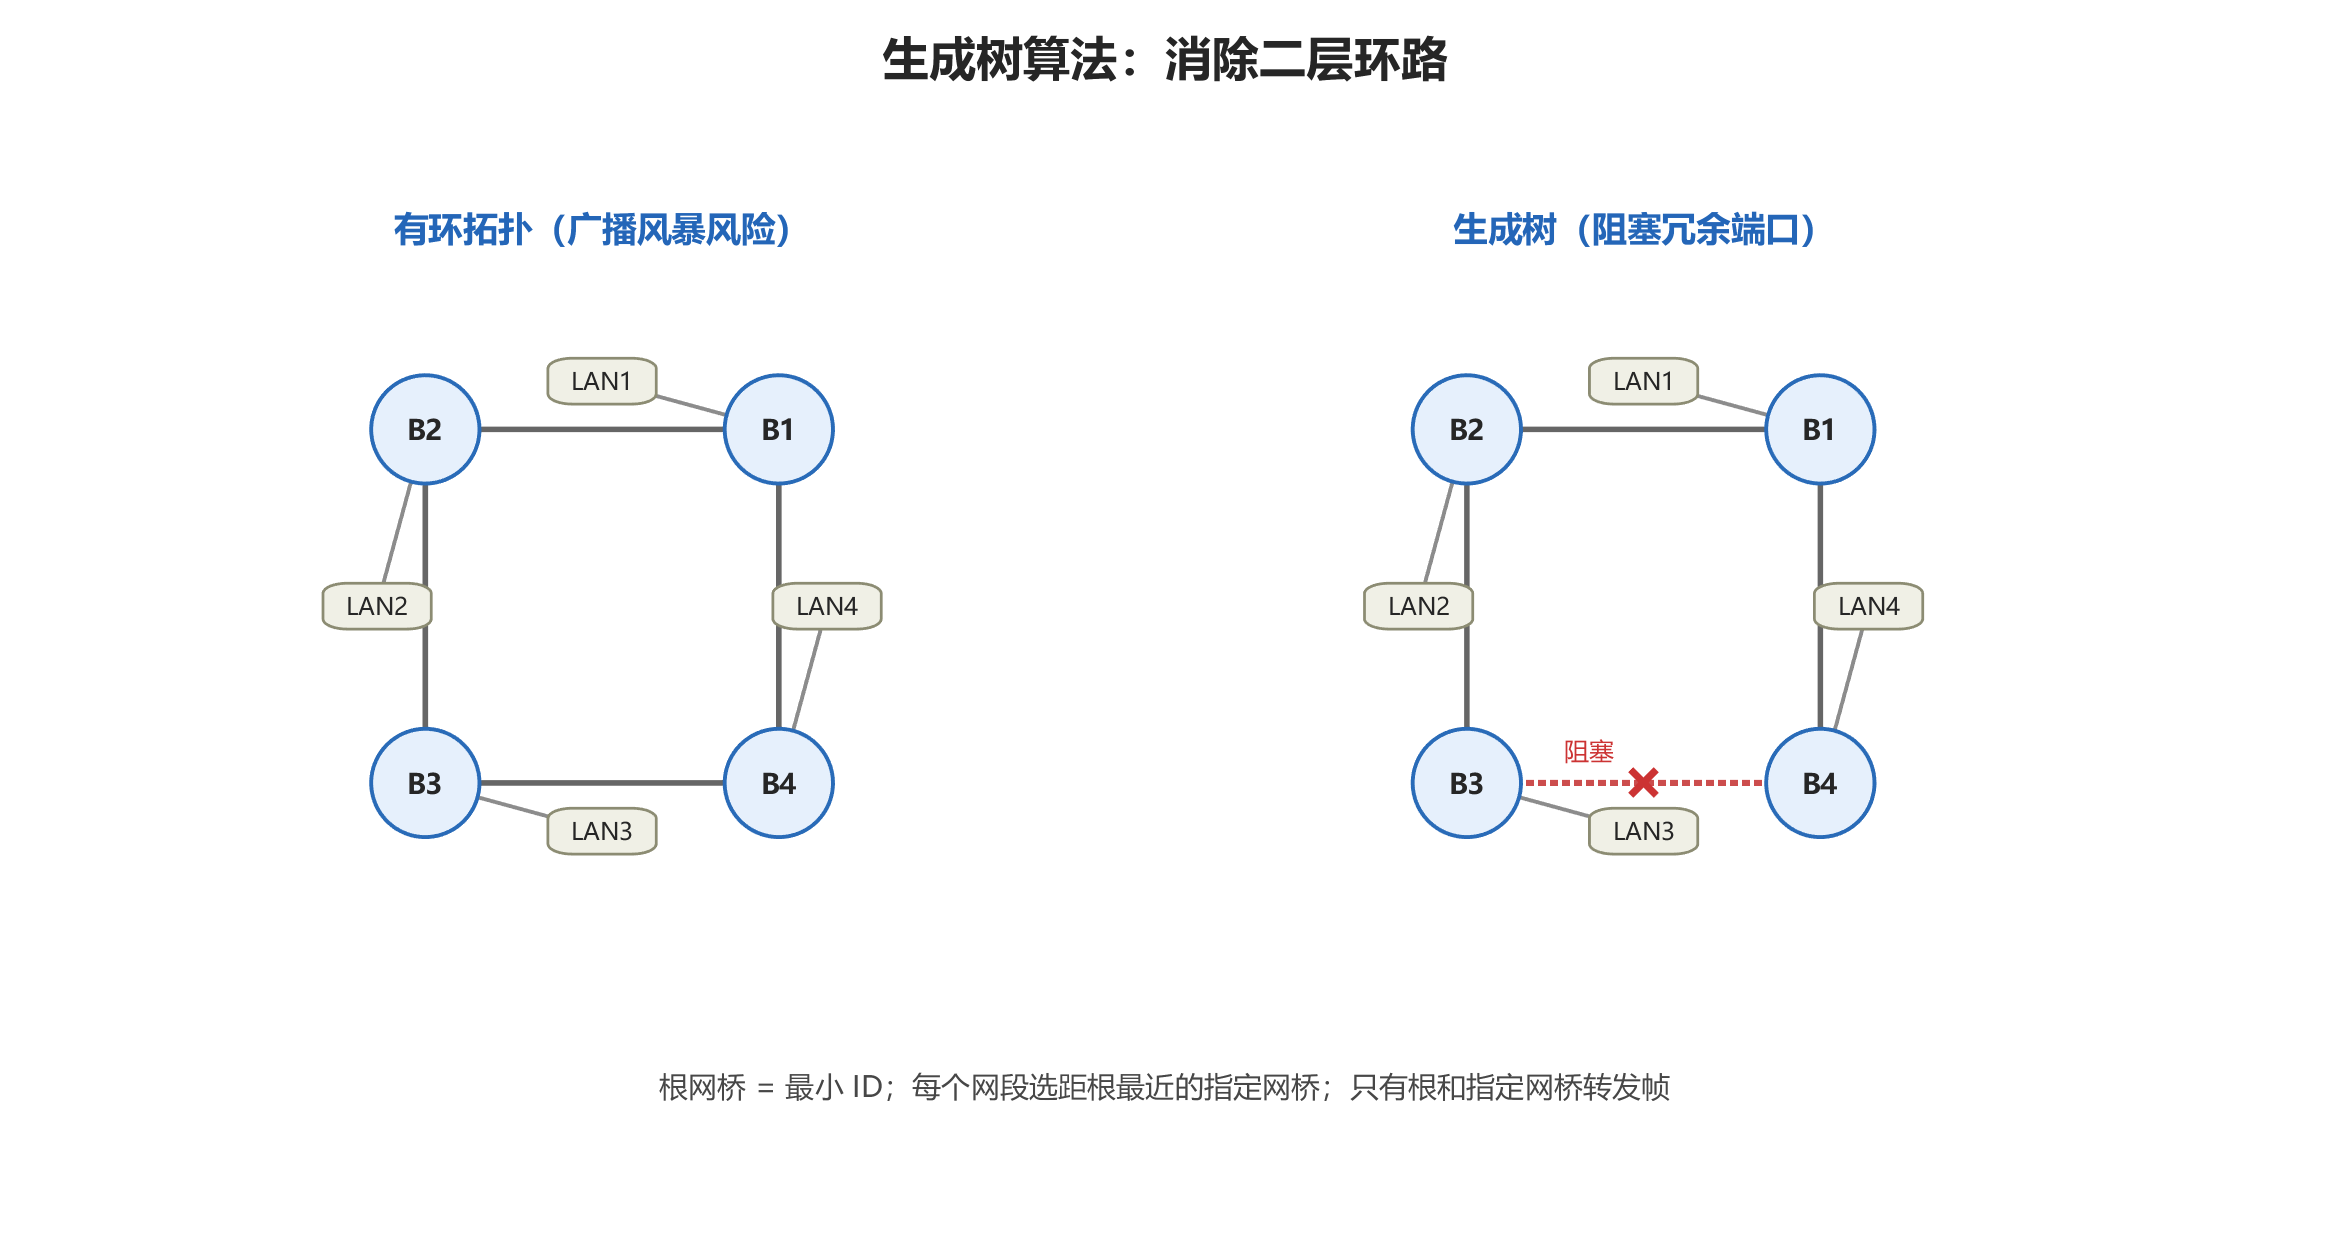 生成树算法：消除二层环路
有环拓扑（广播风暴风险）
LAN1
B2
B1
LAN2
LAN4
B3
B4
LAN3
生成树（阻塞冗余端口）
LAN1
B2
B1
LAN2
LAN4
阻塞
B3
B4
LAN3
根网桥 = 最小 ID；每个网段选距根最近的指定网桥；只有根和指定网桥转发帧